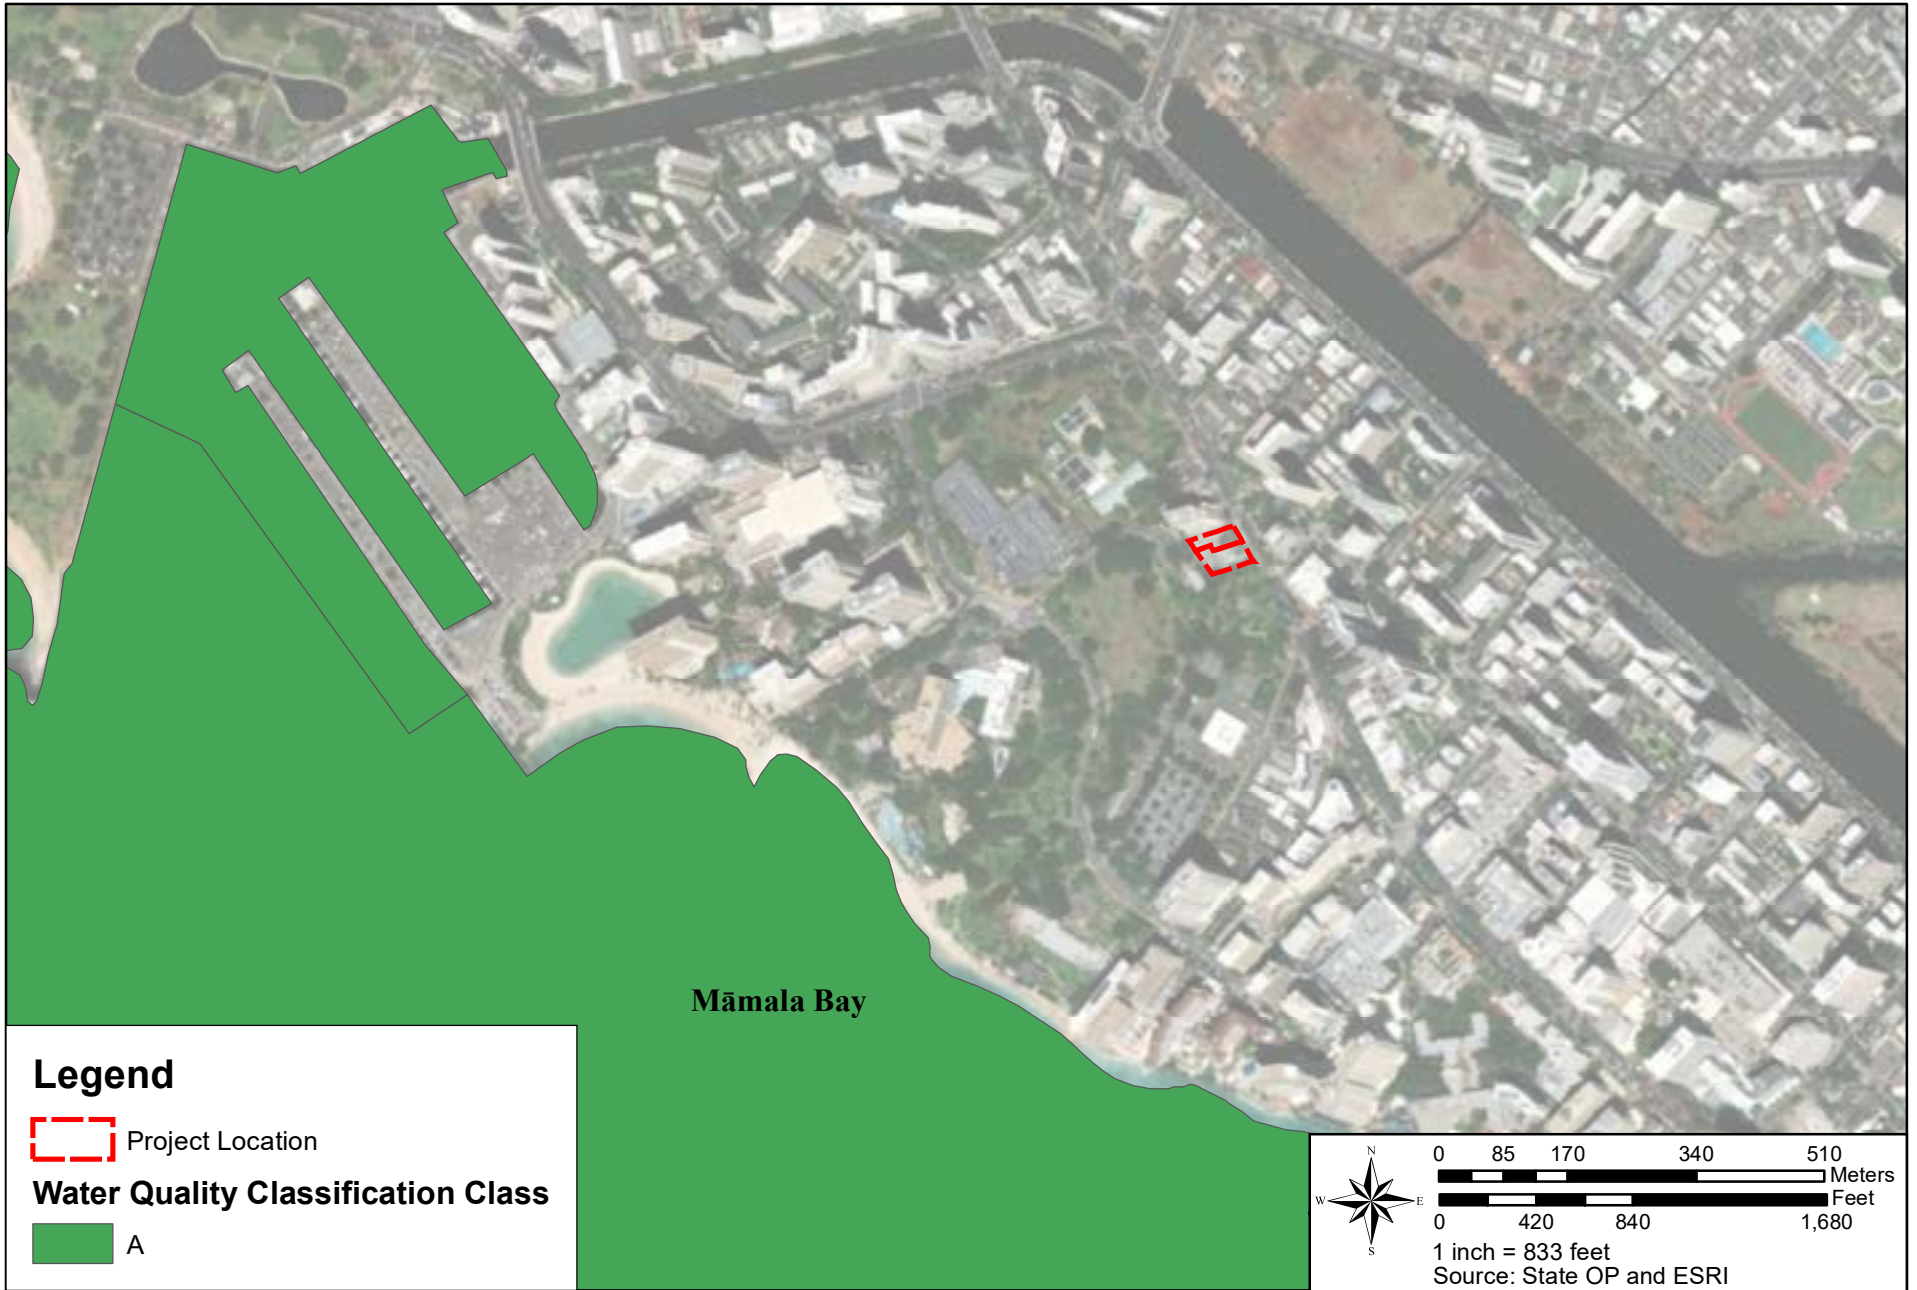 Māmala Bay
Legend
Project Location
Water Quality Classification Class
A
N
W E
S
0 85 170 340 510
Meters
Feet
0 420 840 1,680
1 inch = 833 feet
Source: State OP and ESRI